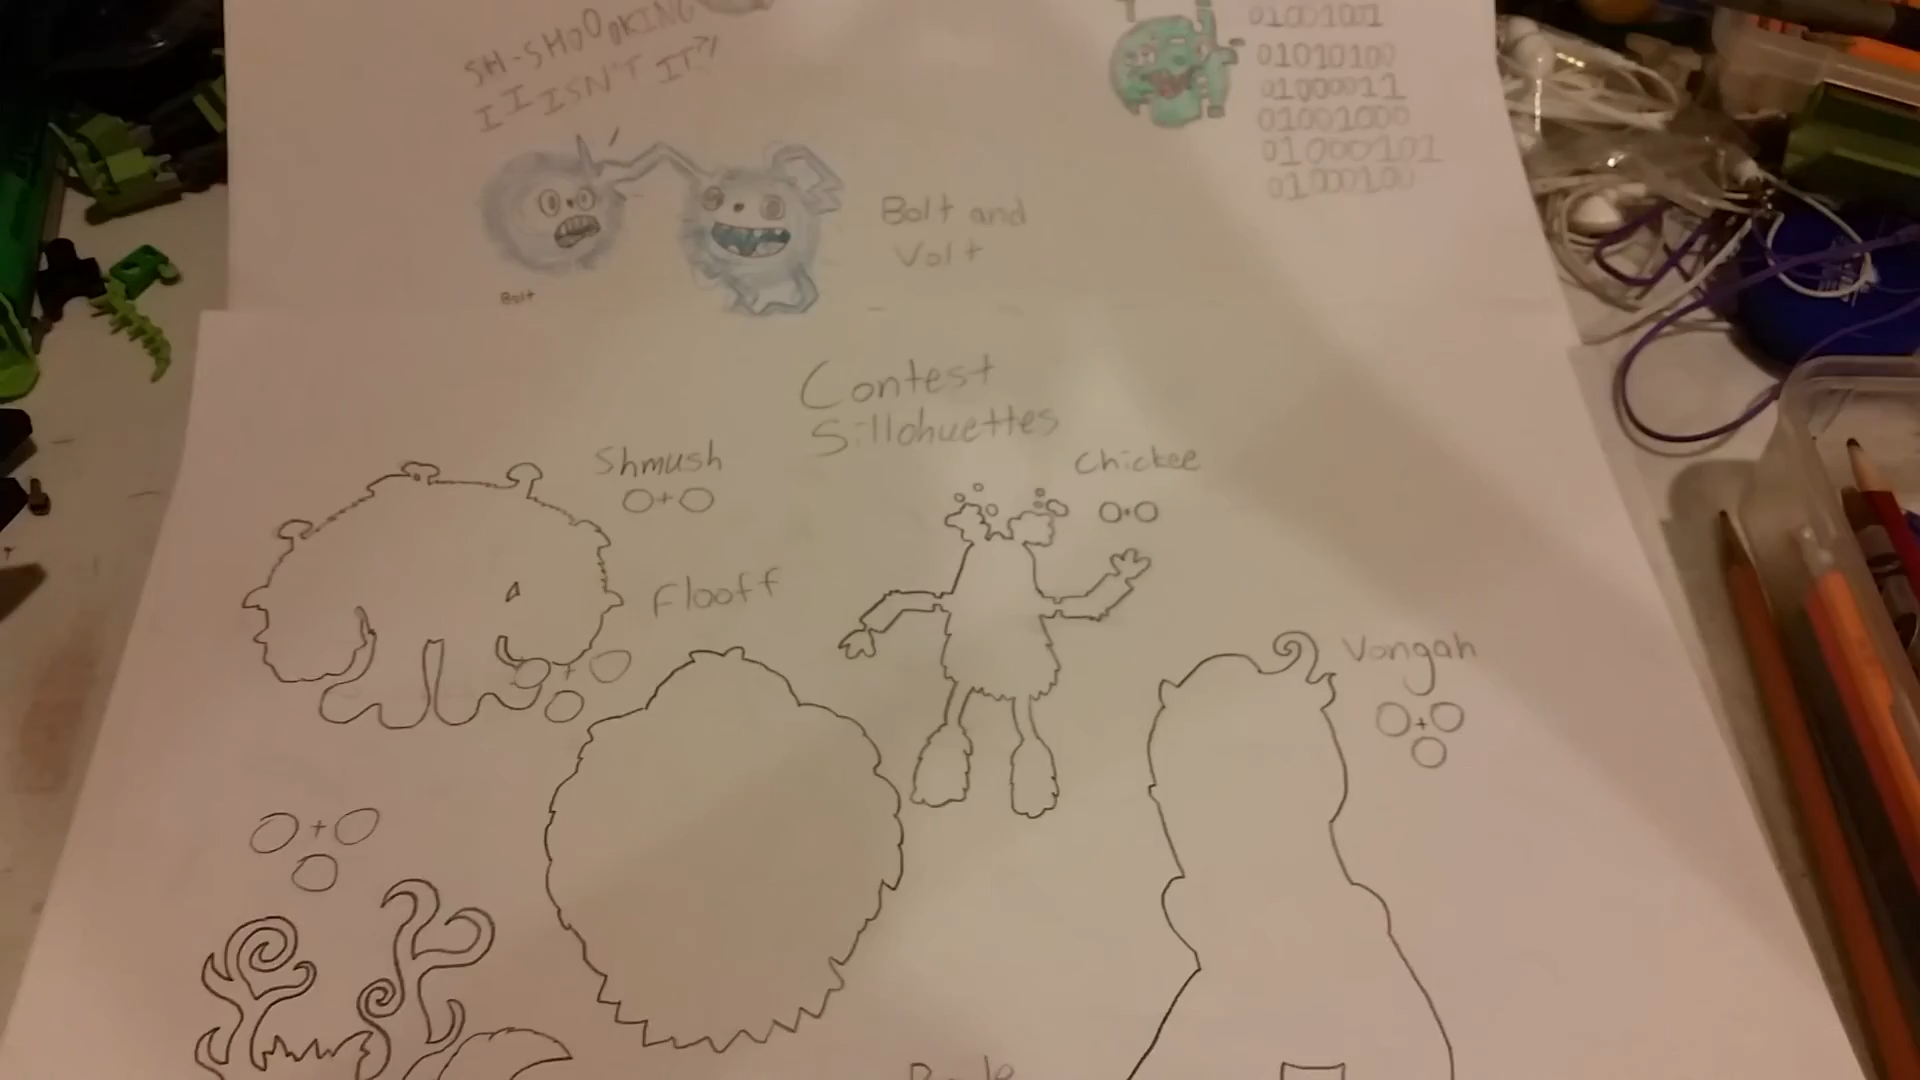 SH-SHOOOKING
I I ISN'T IT?!
01001001
01010100
01000011
01001000
01000101
01000100
Bolt and
Volt
Bolt
Contest
Sillohuettes
Shmush
Chickee
Flooff
Vongah